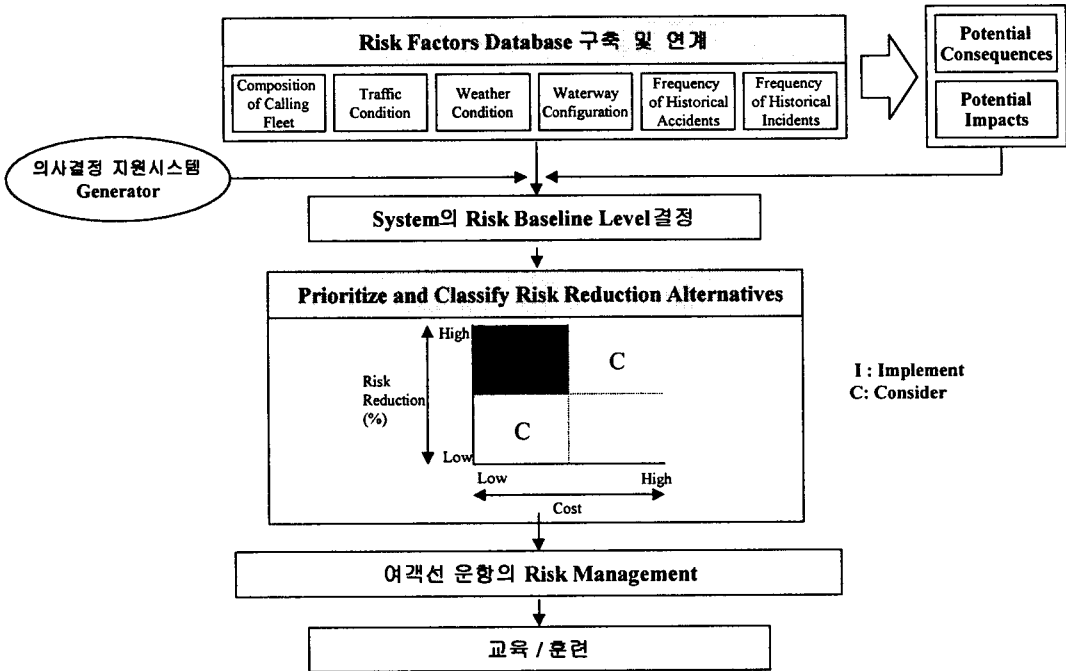 Risk Factors Database 구축 및 연계
Composition
of Calling
Fleet
Traffic
Condition
Weather
Condition
Waterway
Configuration
Frequency
of Historical
Accidents
Frequency
of Historical
Incidents
Potential
Consequences
Potential
Impacts
의사결정 지원시스템
Generator
System의 Risk Baseline Level결정
Prioritize and Classify Risk Reduction Alternatives
High
C
Risk
Reduction
(%)
C
Low
Low
High
Cost
I : Implement
C: Consider
여객선 운항의 Risk Management
교육 / 훈련